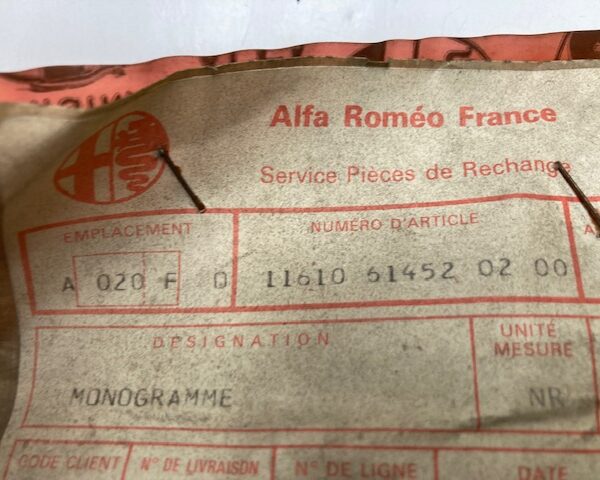 Alfa Roméo France
Service Pièces de Rechange
EMPLACEMENT
NUMÉRO D'ARTICLE
A 020 F 0 11610 61452 02 00
DÉSIGNATION
UNITÉ
MESURE
MONOGRAMME
NR
CODE CLIENT
N° DE LIVRAISON
N° DE LIGNE
DATE